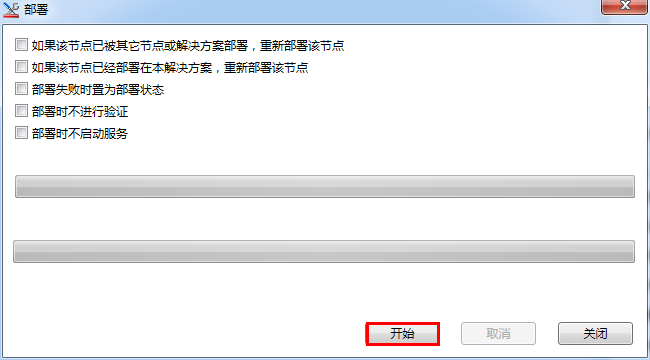 部署
如果该节点已被其它节点或解决方案部署，重新部署该节点
如果该节点已经部署在本解决方案，重新部署该节点
部署失败时置为部署状态
部署时不进行验证
部署时不启动服务
开始 取消 关闭